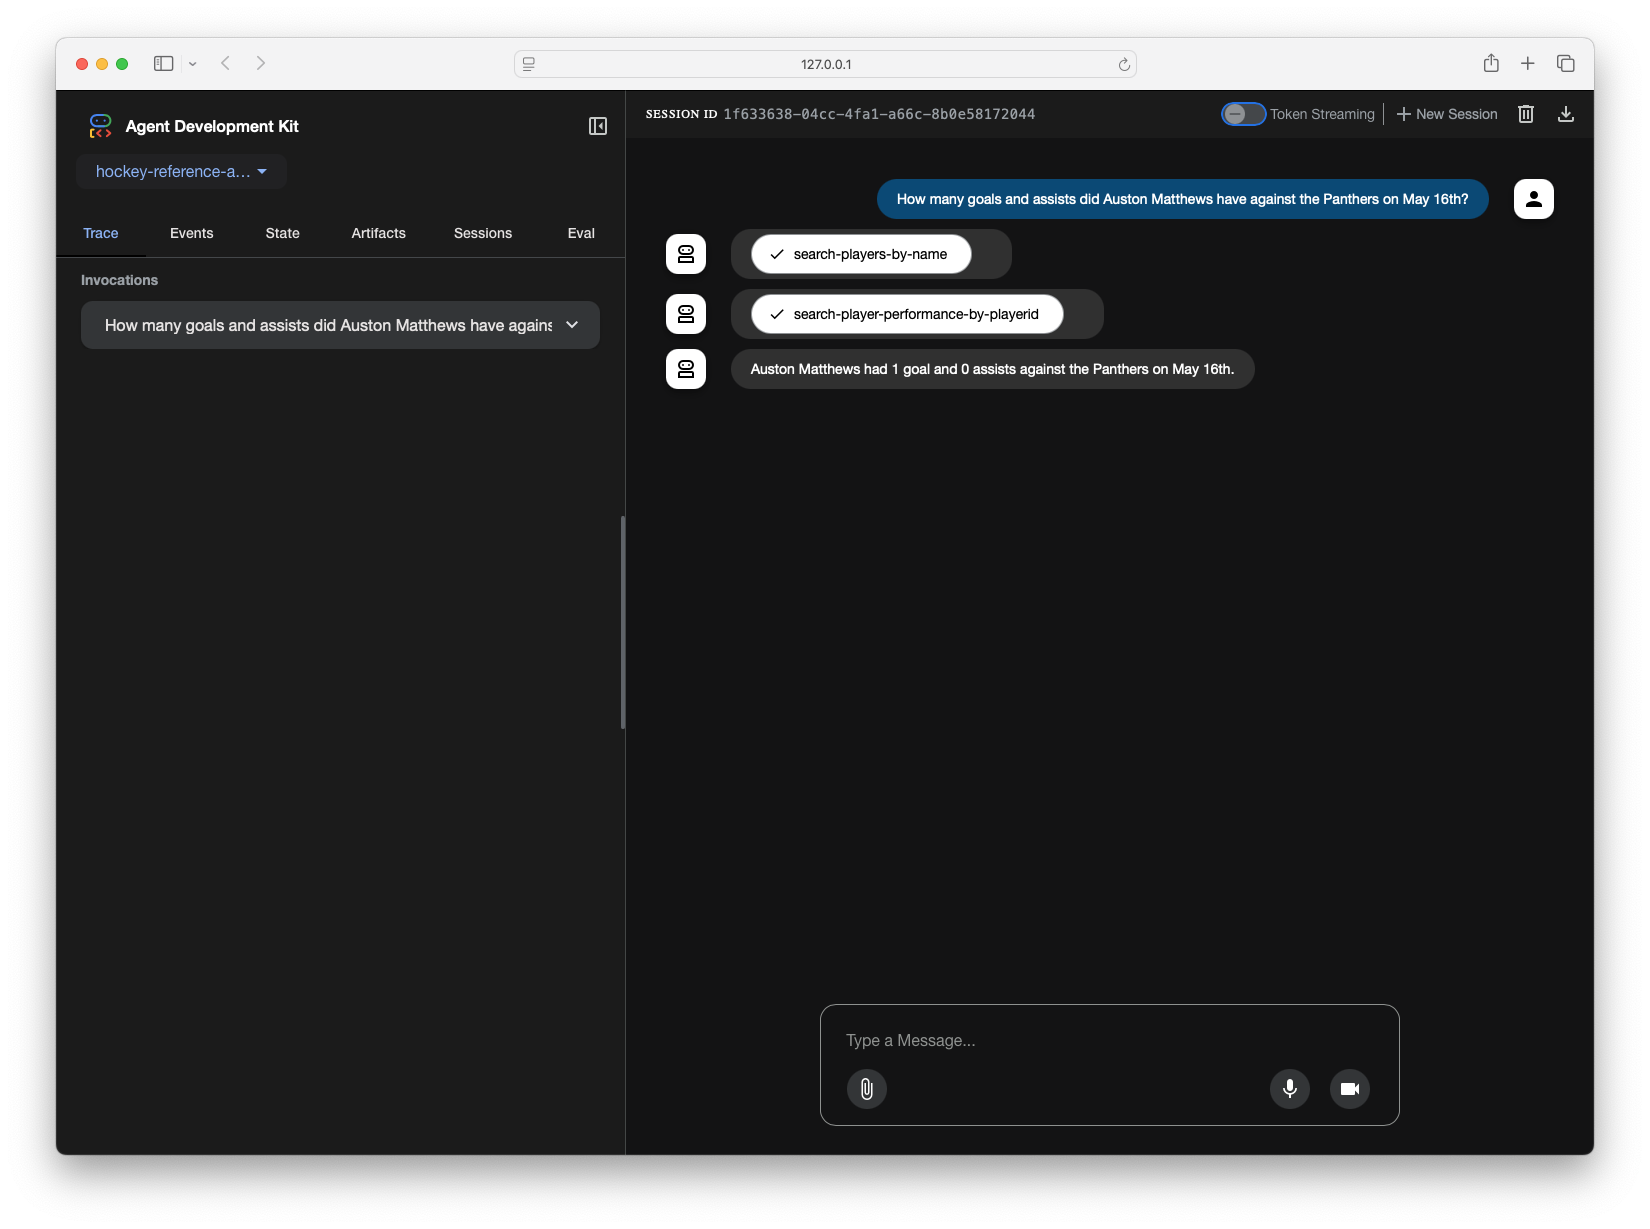 127.0.0.1
Agent Development Kit
hockey-reference-a...
Trace
Events
State
Artifacts
Sessions
Eval
Invocations
How many goals and assists did Auston Matthews have agains
SESSION ID 1f633638-04cc-4fa1-a66c-8b0e58172044
Token Streaming
New Session
How many goals and assists did Auston Matthews have against the Panthers on May 16th?
search-players-by-name
search-player-performance-by-playerid
Auston Matthews had 1 goal and 0 assists against the Panthers on May 16th.
Type a Message...